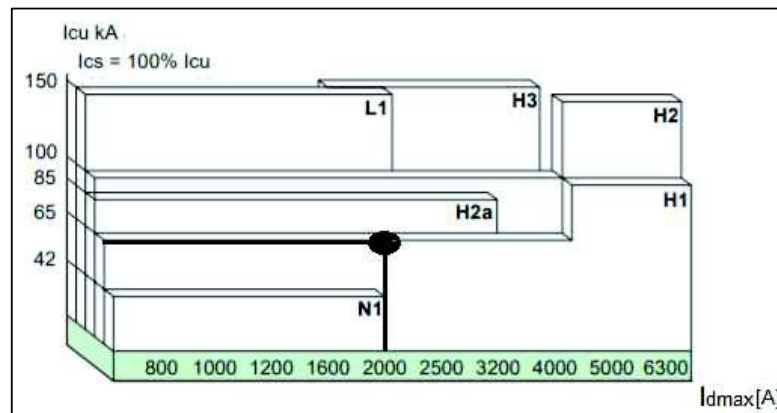 Icu kA
Ics = 100% Icu
150
L1
H3
H2
100
85
H1
65
H2a
42
N1
800 1000 1200 1600 2000 2500 3200 4000 5000 6300
Idmax[A]